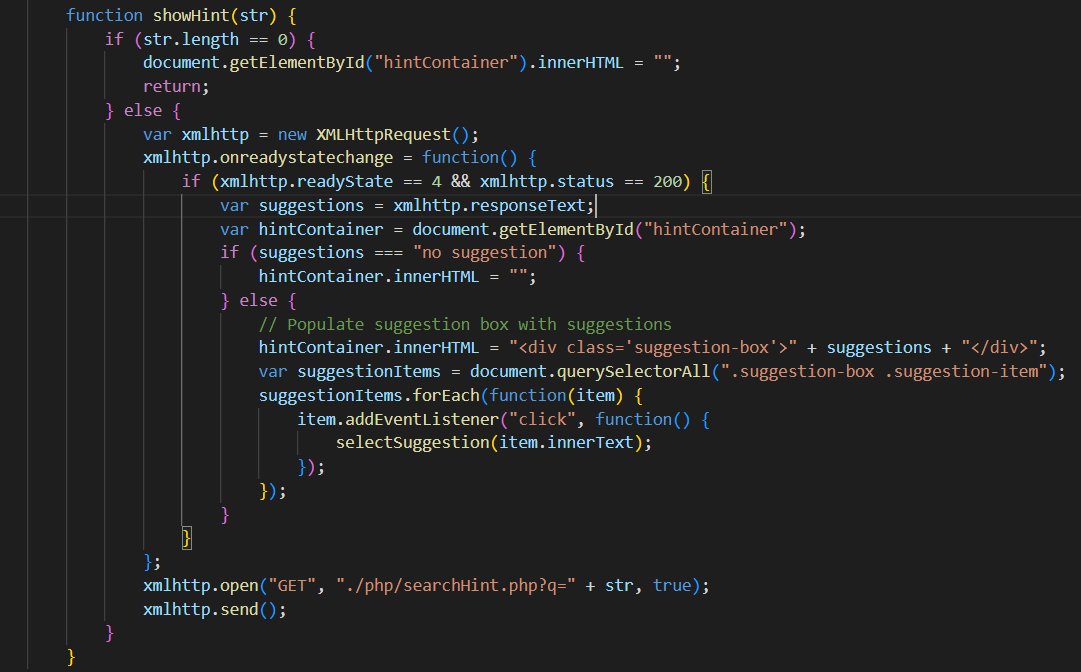 function showHint(str) {
    if (str.length == 0) {
        document.getElementById("hintContainer").innerHTML = "";
        return;
    } else {
        var xmlhttp = new XMLHttpRequest();
        xmlhttp.onreadystatechange = function() {
            if (xmlhttp.readyState == 4 && xmlhttp.status == 200) {
                var suggestions = xmlhttp.responseText;
                var hintContainer = document.getElementById("hintContainer");
                if (suggestions === "no suggestion") {
                    hintContainer.innerHTML = "";
                } else {
                    // Populate suggestion box with suggestions
                    hintContainer.innerHTML = "<div class='suggestion-box'>" + suggestions + "</div>";
                    var suggestionItems = document.querySelectorAll(".suggestion-box .suggestion-item");
                    suggestionItems.forEach(function(item) {
                        item.addEventListener("click", function() {
                            selectSuggestion(item.innerText);
                        });
                    });
                }
            }
        };
        xmlhttp.open("GET", "./php/searchHint.php?q=" + str, true);
        xmlhttp.send();
    }
}